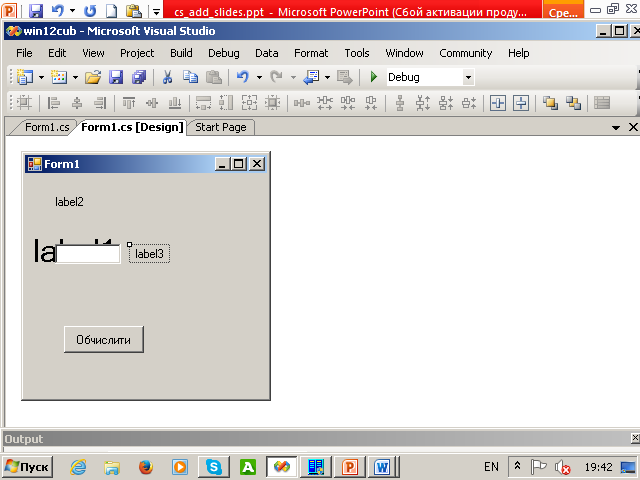 cs_add_slides.ppt - Microsoft PowerPoint (Сбой активации проду... Сре...
win12cub - Microsoft Visual Studio
File Edit View Project Build Debug Data Format Tools Window Community Help
Debug
Form1.cs Form1.cs [Design] Start Page
Form1
label2
label1
label3
Обчислити
Output
Пуск EN 19:42